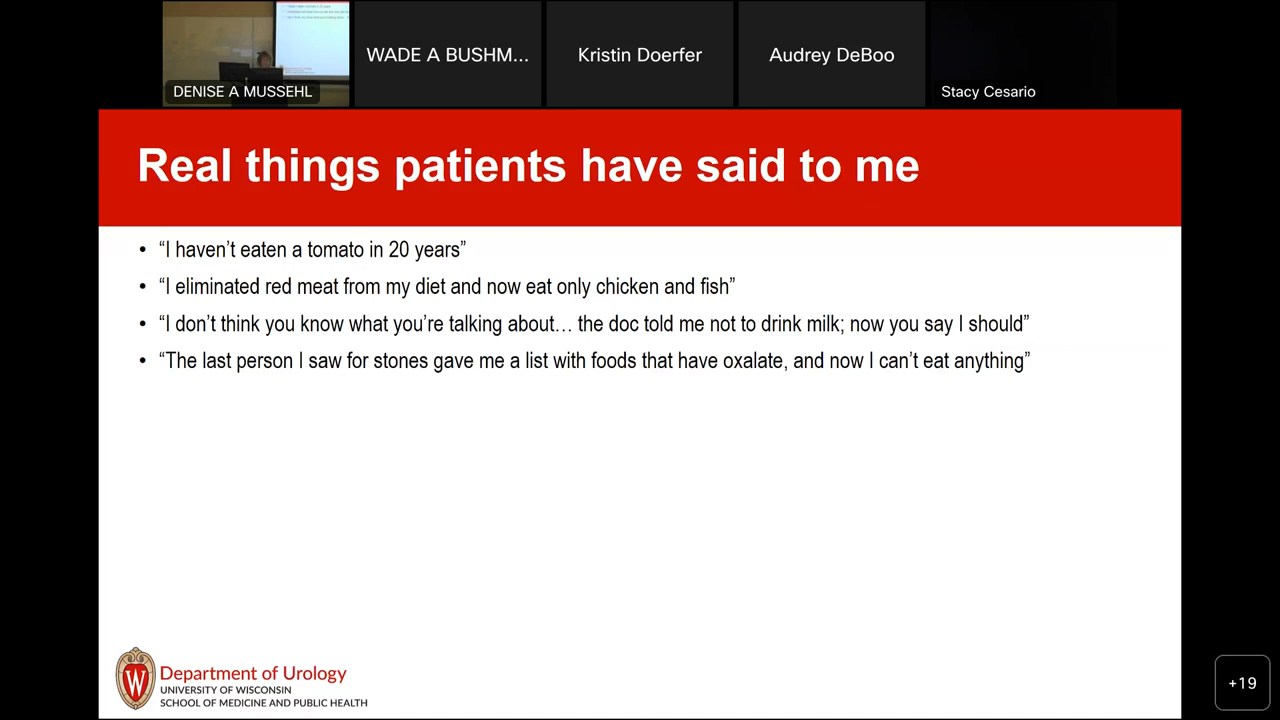 DENISE A MUSSEHL
WADE A BUSHM...
Kristin Doerfer
Audrey DeBoo
Stacy Cesario
Real things patients have said to me
• “I haven’t eaten a tomato in 20 years”
• “I eliminated red meat from my diet and now eat only chicken and fish”
• “I don’t think you know what you’re talking about… the doc told me not to drink milk; now you say I should”
• “The last person I saw for stones gave me a list with foods that have oxalate, and now I can’t eat anything”
W
Department of Urology
UNIVERSITY OF WISCONSIN
SCHOOL OF MEDICINE AND PUBLIC HEALTH
+19